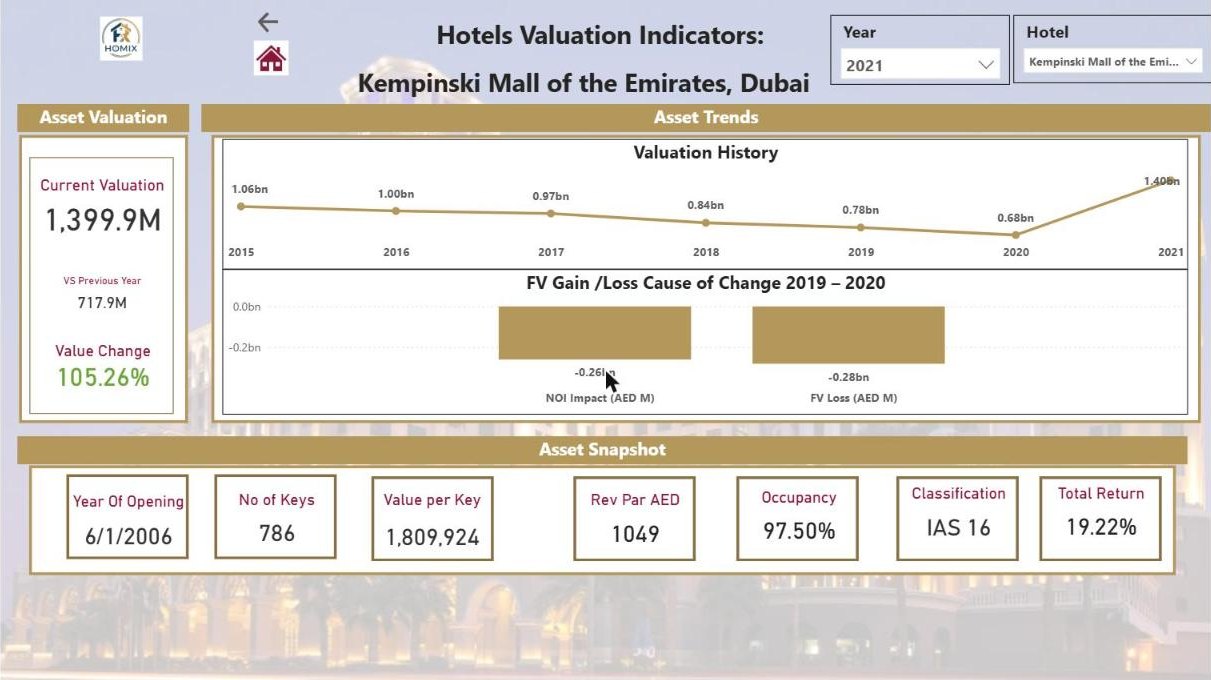 HOMIX
Hotels Valuation Indicators:
Kempinski Mall of the Emirates, Dubai
Year
2021
Hotel
Kempinski Mall of the Emi...
Asset Valuation
Current Valuation
1,399.9M
VS Previous Year
717.9M
Value Change
105.26%
Asset Trends
Valuation History
1.06bn
1.00bn
0.97bn
0.84bn
0.78bn
0.68bn
1.40bn
2015
2016
2017
2018
2019
2020
2021
FV Gain /Loss Cause of Change 2019 – 2020
0.0bn
-0.2bn
-0.26bn
-0.28bn
NOI Impact (AED M)
FV Loss (AED M)
Asset Snapshot
Year Of Opening
6/1/2006
No of Keys
786
Value per Key
1,809,924
Rev Par AED
1049
Occupancy
97.50%
Classification
IAS 16
Total Return
19.22%